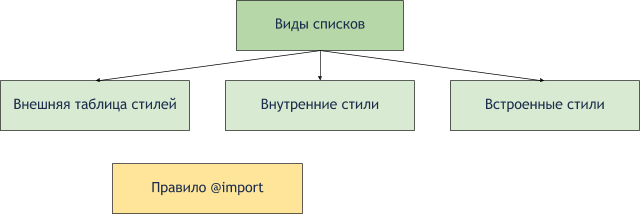 Виды списков
Внешняя таблица стилей
Внутренние стили
Встроенные стили
Правило @import